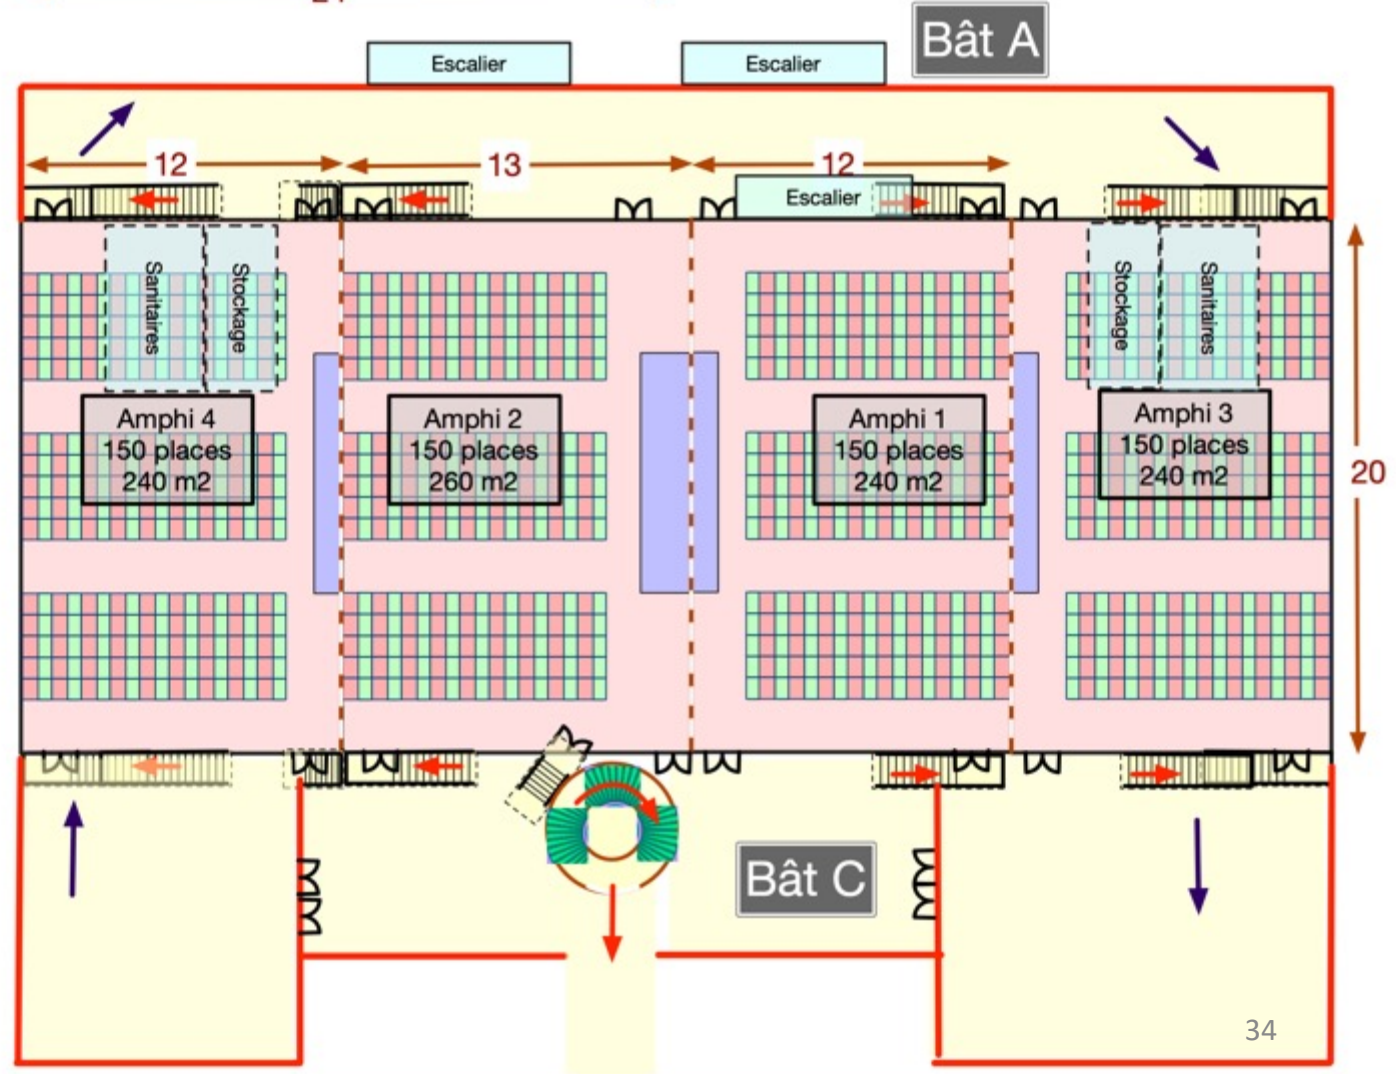 Bât A
Escalier
Escalier
12
13
12
Escalier
Sanitaires
Stockage
Stockage
Sanitaires
Amphi 4
150 places
240 m2
Amphi 2
150 places
260 m2
Amphi 1
150 places
240 m2
Amphi 3
150 places
240 m2
20
Bât C
34